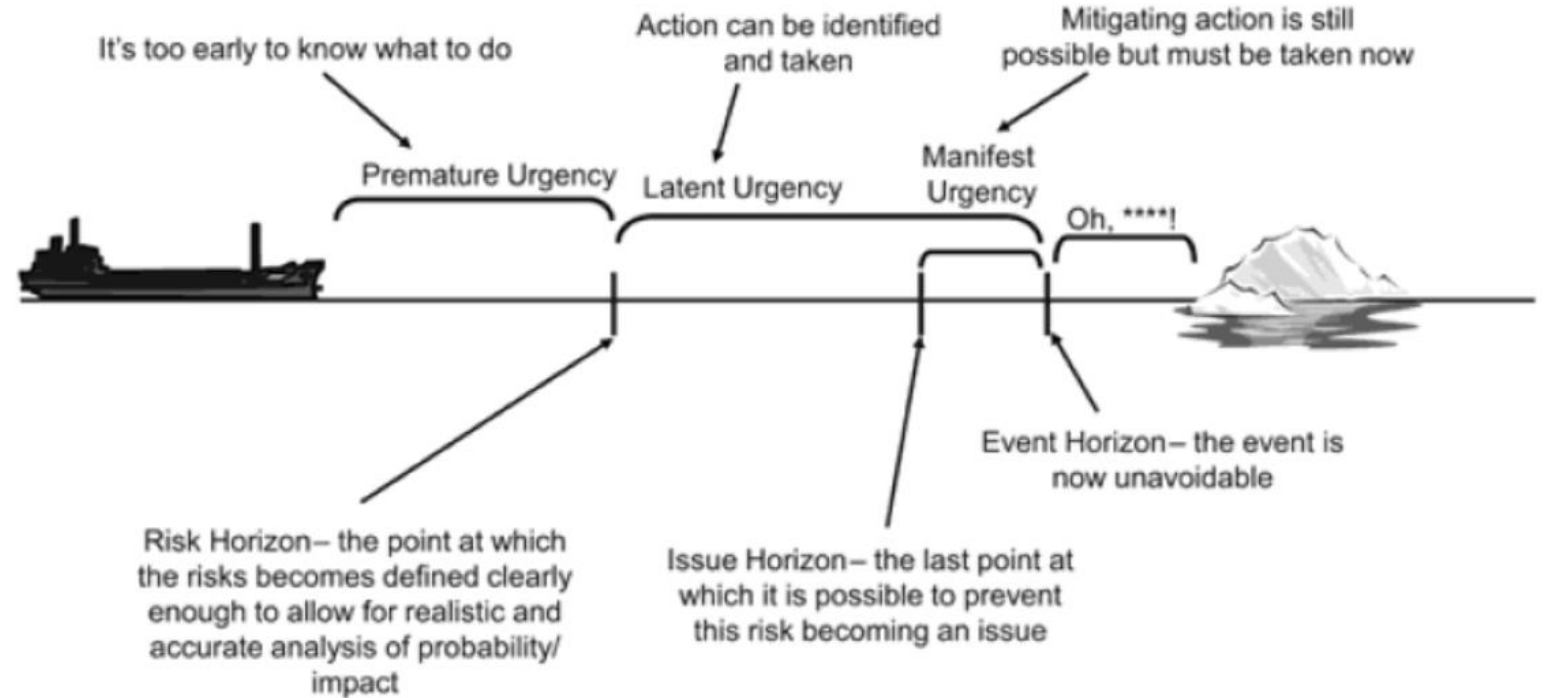 It's too early to know what to do
Action can be identified
and taken
Mitigating action is still
possible but must be taken now
Premature Urgency
Latent Urgency
Manifest
Urgency
Oh, ****!
Risk Horizon– the point at which
the risks becomes defined clearly
enough to allow for realistic and
accurate analysis of probability/
impact
Issue Horizon– the last point at
which it is possible to prevent
this risk becoming an issue
Event Horizon– the event is
now unavoidable